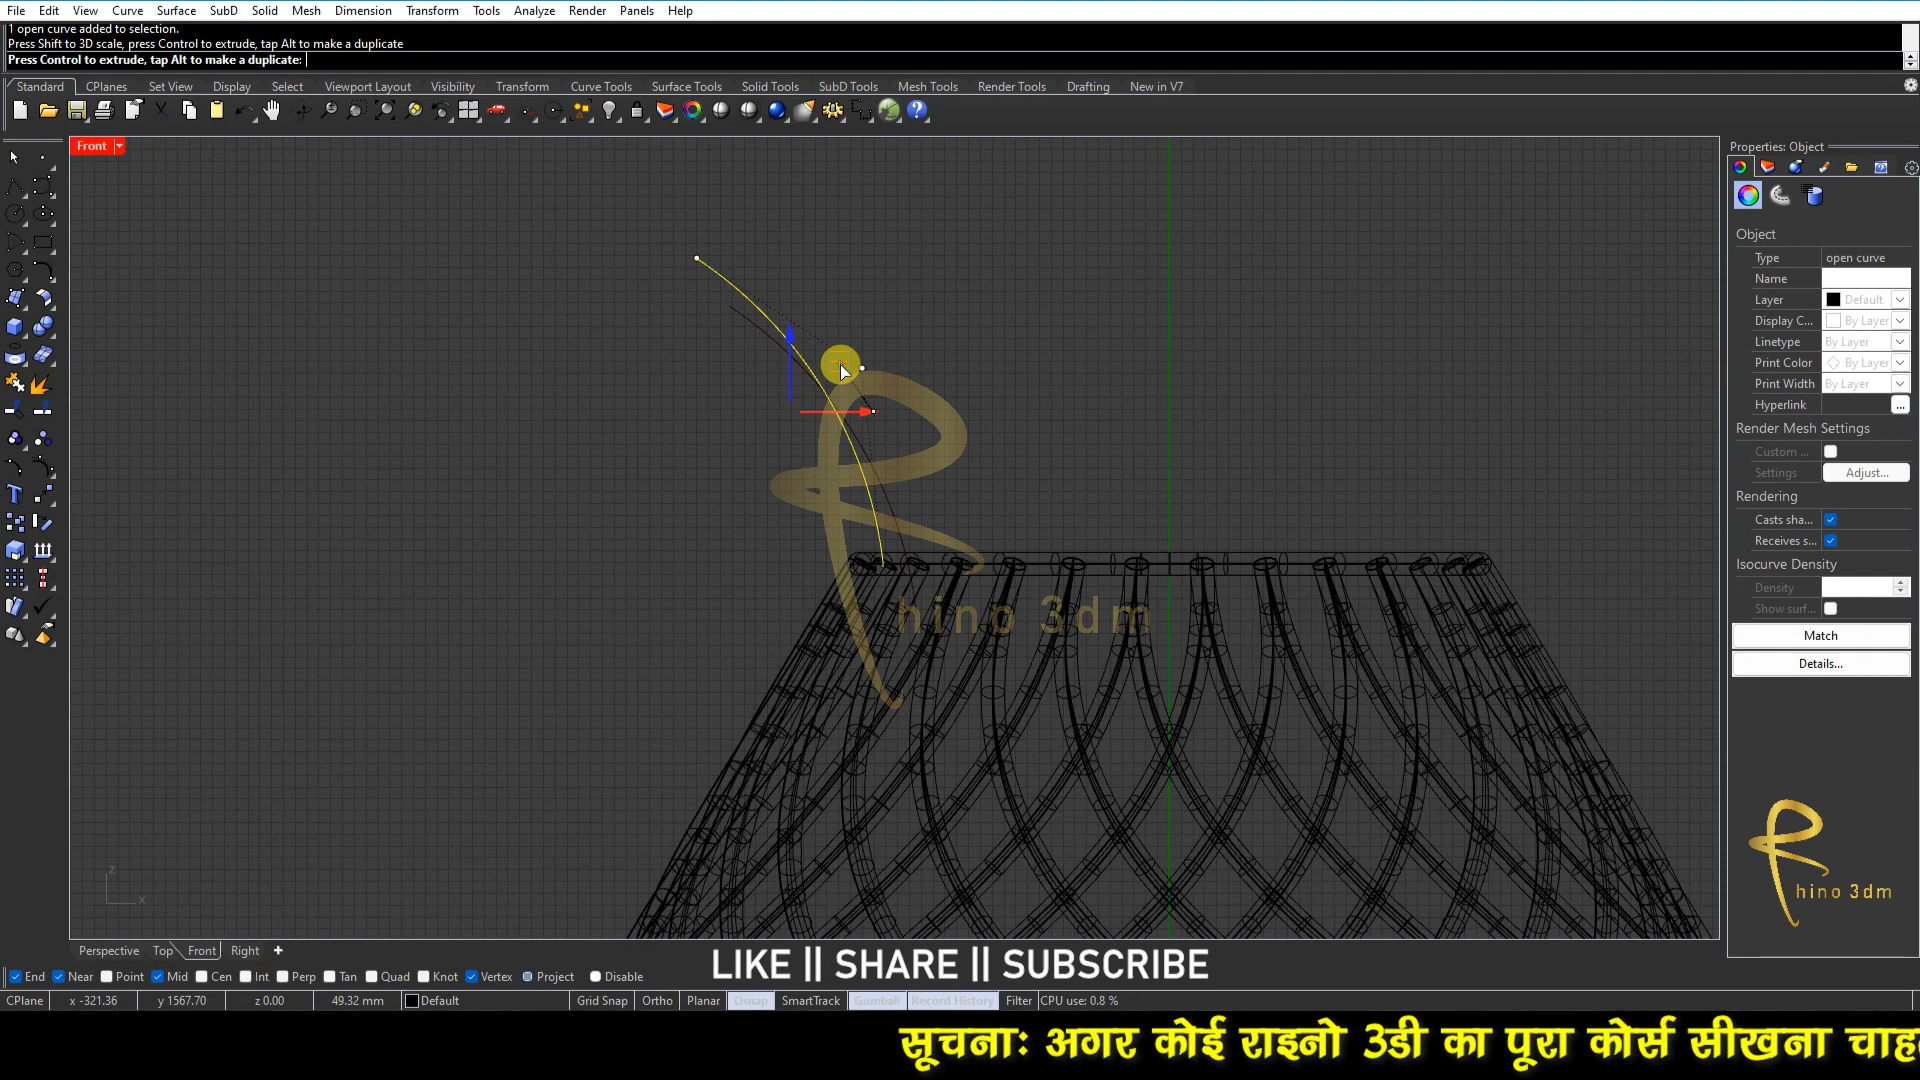 File Edit View Curve Surface SubD Solid Mesh Dimension Transform Tools Analyze Render Panels Help
1 open curve added to selection.
Press Shift to 3D scale, press Control to extrude, tap Alt to make a duplicate
Press Control to extrude, tap Alt to make a duplicate:
Standard CPlanes Set View Display Select Viewport Layout Visibility Transform Curve Tools Surface Tools Solid Tools SubD Tools Mesh Tools Render Tools Drafting New in V7
Front
Properties: Object
Object
Type open curve
Name
Layer Default
Display C... By Layer
Linetype By Layer
Print Color By Layer
Print Width By Layer
Hyperlink ...
Render Mesh Settings
Custom ...
Settings Adjust...
Rendering
Casts sha...
Receives s...
Isocurve Density
Density
Show surf...
Match
Details...
hino 3dm
hino 3dm
z
x
Perspective Top Front Right
LIKE || SHARE || SUBSCRIBE
End Near Point Mid Cen Int Perp Tan Quad Knot Vertex Project Disable
CPlane x -321.36 y 1567.70 z 0.00 49.32 mm Default Grid Snap Ortho Planar Osnap SmartTrack Gumball Record History Filter CPU use: 0.8 %
सूचनाः अगर कोई राइनो 3डी का पूरा कोर्स सीखना चाह